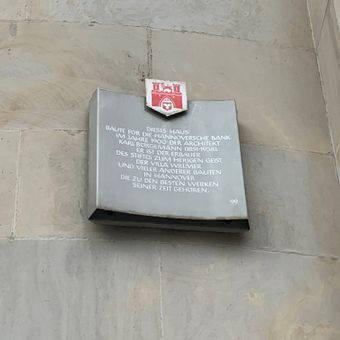 DIESES HAUS
BAUTE FÜR DIE HANNOVERSCHE BANK
IM JAHRE 1900 DER ARCHITEKT
KARL BÖRGEMANN (1851-1938).
ER IST DER ERBAUER
DES STIFTES ZUM HEILIGEN GEIST,
DER VILLA WILLMER
UND VIELER ANDERER BAUTEN
IN HANNOVER
DIE ZU DEN BESTEN WERKEN
SEINER ZEIT GEHÖREN.
99